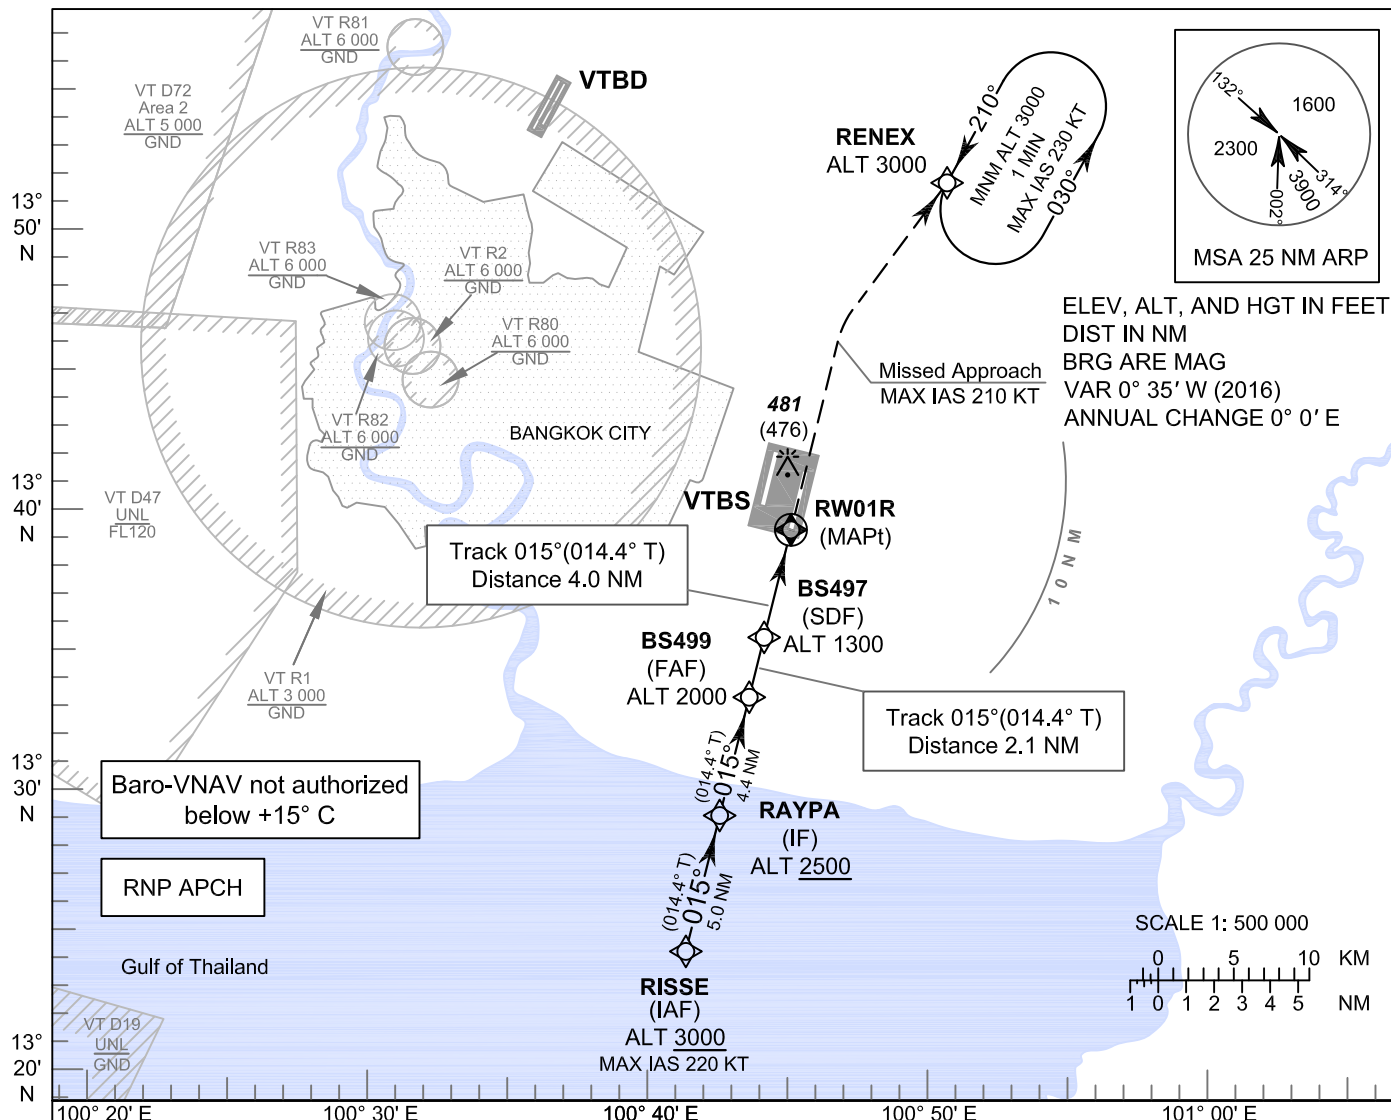 VT R81
ALT 6 000
GND
VTBD
VT D72
Area 2
ALT 5 000
GND
RENEX
ALT 3000
210°
MNM ALT 3000
1 MIN
MAX IAS 230 KT
030°
132°
1600
2300
314°
3900
002°
MSA 25 NM ARP
13°
50'
N
VT R83
ALT 6 000
GND
VT R2
ALT 6 000
GND
VT R80
ALT 6 000
GND
VT R82
ALT 6 000
GND
BANGKOK CITY
ELEV, ALT, AND HGT IN FEET
DIST IN NM
BRG ARE MAG
VAR 0° 35' W (2016)
ANNUAL CHANGE 0° 0' E
Missed Approach
MAX IAS 210 KT
481
(476)
13°
40'
N
VT D47
UNL
FL120
VTBS
RW01R
(MAPt)
Track 015°(014.4° T)
Distance 4.0 NM
10 NM
BS497
(SDF)
ALT 1300
BS499
(FAF)
ALT 2000
VT R1
ALT 3 000
GND
Track 015°(014.4° T)
Distance 2.1 NM
13°
30'
N
Baro-VNAV not authorized
below +15° C
(014.4° T)
015°
4.4 NM
RAYPA
(IF)
ALT 2500
RNP APCH
(014.4° T)
015°
5.0 NM
Gulf of Thailand
RISSE
(IAF)
ALT 3000
MAX IAS 220 KT
SCALE 1: 500 000
0 5 10 KM
1 0 1 2 3 4 5 NM
VT D19
UNL
GND
13°
20'
N
100° 20' E 100° 30' E 100° 40' E 100° 50' E 101° 00' E